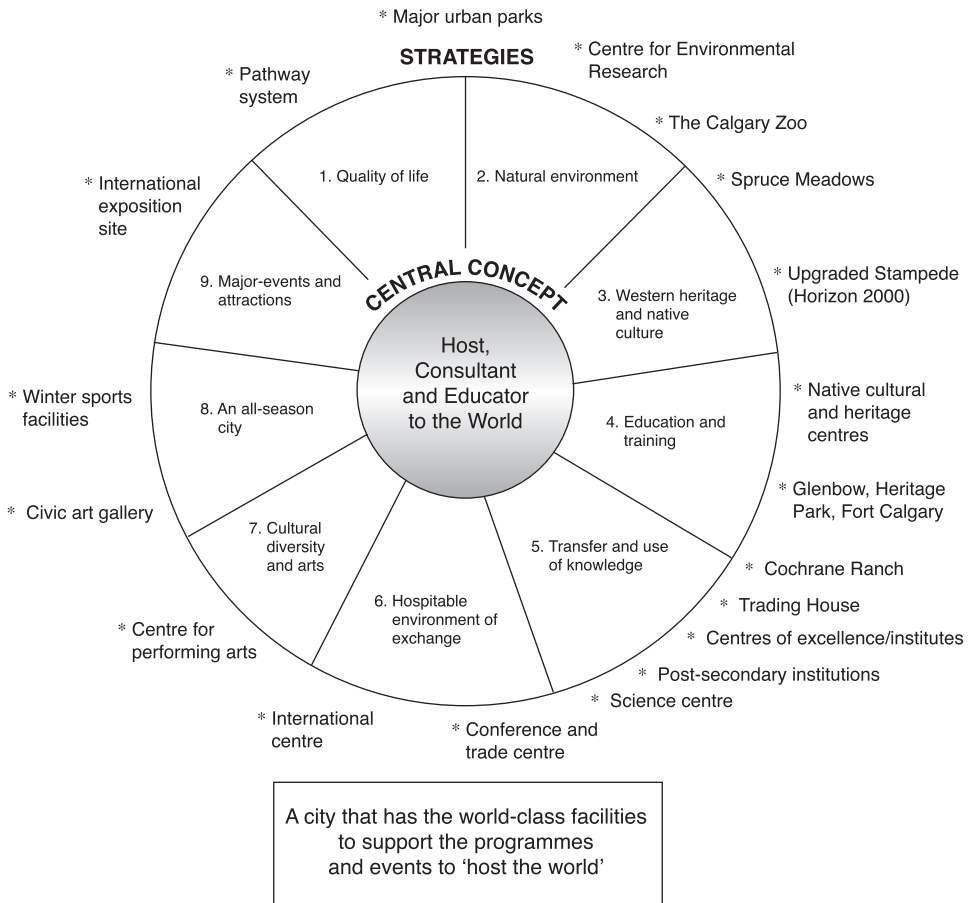 * Major urban parks
STRATEGIES
* Centre for Environmental
Research
* Pathway
system
* The Calgary Zoo
* International
exposition
site
* Spruce Meadows
1. Quality of life
2. Natural environment
CENTRAL CONCEPT
9. Major-events and
attractions
3. Western heritage
and native
culture
* Upgraded Stampede
(Horizon 2000)
Host,
Consultant
and Educator
to the World
* Winter sports
facilities
8. An all-season
city
4. Education and
training
* Native cultural
and heritage
centres
* Civic art gallery
7. Cultural
diversity
and arts
5. Transfer and use
of knowledge
* Glenbow, Heritage
Park, Fort Calgary
6. Hospitable
environment of
exchange
* Cochrane Ranch
* Trading House
* Centres of excellence/institutes
* Post-secondary institutions
* Science centre
* Centre for
performing arts
* International
centre
* Conference and
trade centre
A city that has the world-class facilities
to support the programmes
and events to ‘host the world’